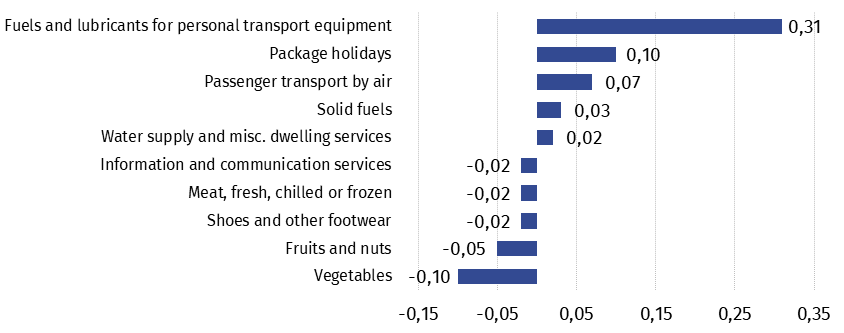 Fuels and lubricants for personal transport equipment 0,31
Package holidays 0,10
Passenger transport by air 0,07
Solid fuels 0,03
Water supply and misc. dwelling services 0,02
Information and communication services -0,02
Meat, fresh, chilled or frozen -0,02
Shoes and other footwear -0,02
Fruits and nuts -0,05
Vegetables -0,10
-0,15 -0,05 0,05 0,15 0,25 0,35